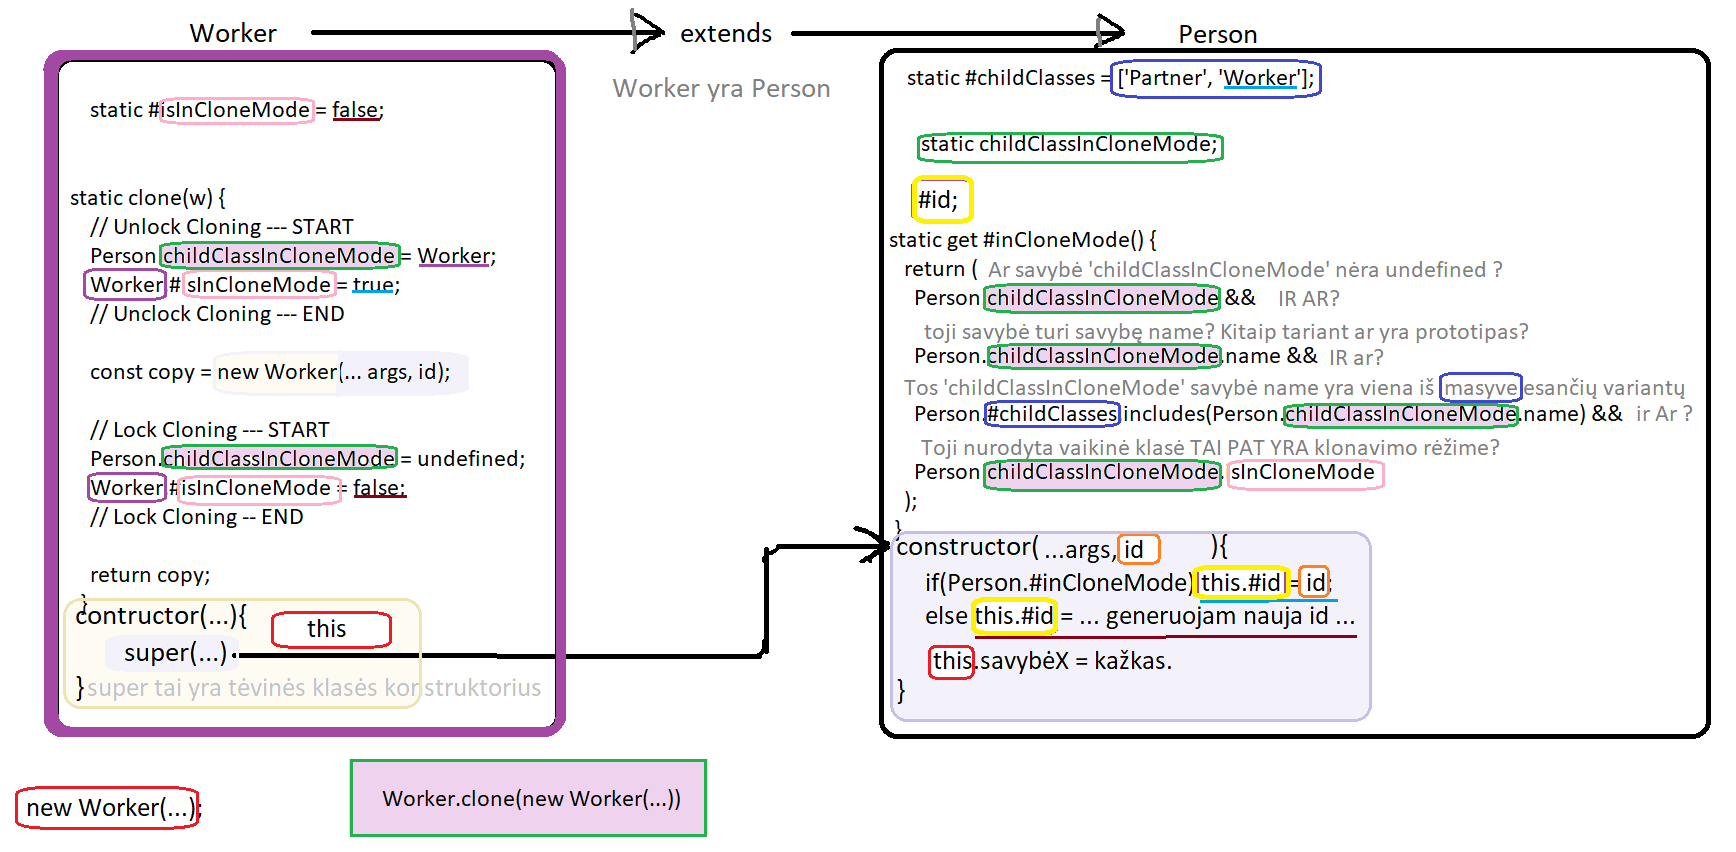 Worker extends Person
Worker yra Person
static #isInCloneMode = false;
static clone(w) {
// Unlock Cloning --- START
Person childClassInCloneMode = Worker;
Worker # sInCloneMode = true;
// Unclock Cloning --- END
const copy = new Worker(... args, id);
// Lock Cloning --- START
Person.childClassInCloneMode = undefined;
Worker #isInCloneMode = false;
// Lock Cloning -- END
return copy;
}
contructor(...){
this
super(...)
} super tai yra tėvinės klasės konstruktorius
static #childClasses = ['Partner', 'Worker'];
static childClassInCloneMode;
#id;
static get #inCloneMode() {
return ( Ar savybė 'childClassInCloneMode' nėra undefined ?
Person childClassInCloneMode && IR AR?
toji savybė turi savybę name? Kitaip tariant ar yra prototipas?
Person.childClassInCloneMode.name && IR ar?
Tos 'childClassInCloneMode' savybė name yra viena iš masyve esančių variantų
Person.#childClasses.includes(Person.childClassInCloneMode.name) && ir Ar ?
Toji nurodyta vaikinė klasė TAI PAT YRA klonavimo rėžime?
Person childClassInCloneMode. sInCloneMode
);
}
constructor( ...args, id ){
if(Person.#inCloneMode) this.#id = id;
else this.#id = ... generuojam nauja id ...
this.savybėX = kažkas.
}
new Worker(...);
Worker.clone(new Worker(...))